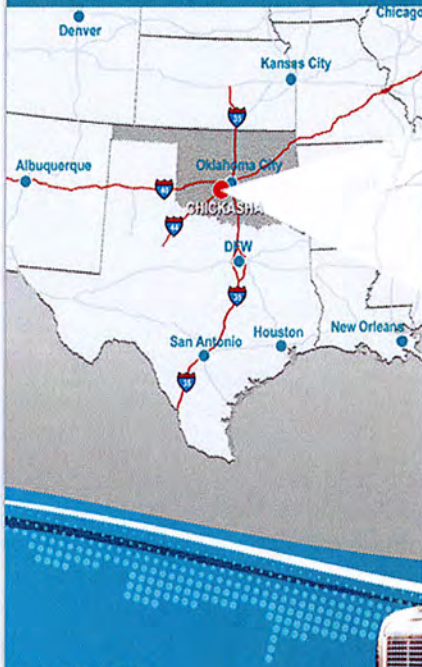 Chicago
Denver
Kansas City
35
Albuquerque
Oklahoma City
40
CHICKASHA
44
DFW
35
San Antonio
Houston
New Orleans
35